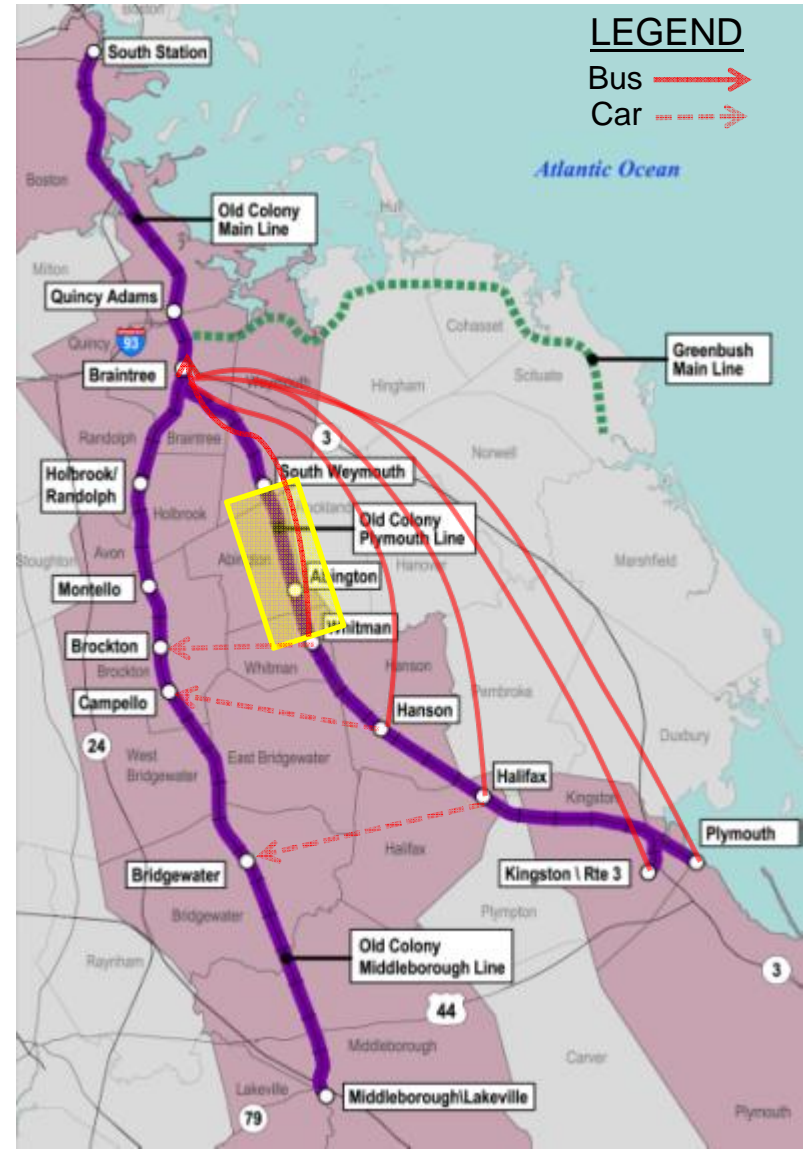 Boston
LEGEND
South Station
Bus
Car
Atlantic Ocean
Boston
Old Colony
Main Line
Hull
Milton
Quincy Adams
Quincy
93
Cohasset
Greenbush
Main Line
Scituate
Braintree
Weymouth
Hingham
Randolph
Braintree
3
Norwell
Holbrook/
Randolph
South Weymouth
Holbrook
Rockland
Old Colony
Plymouth Line
Avon
Stoughton
Abington
Hanover
Marshfield
Montello
Abington
Whitman
Brockton
Brockton
Whitman
Hanson
Pembroke
Campello
Hanson
Duxbury
24
West
Bridgewater
East Bridgewater
Halifax
Kingston
Plymouth
Bridgewater
Halifax
Kingston \ Rte 3
Bridgewater
Plympton
Old Colony
Middleborough Line
Raynham
3
44
Middleborough
Carver
Lakeville
Middleborough\Lakeville
79
Plymouth